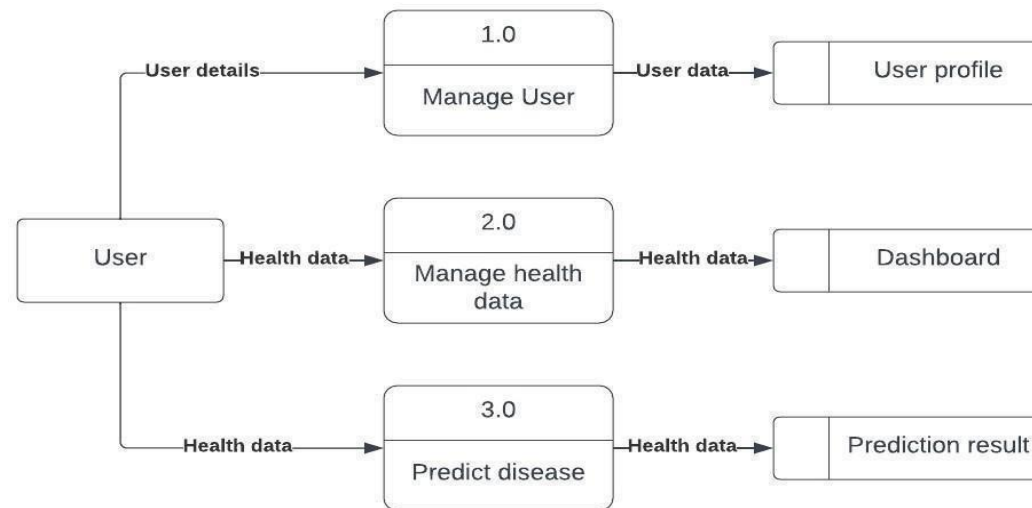 1.0
User details
Manage User
User data
User profile
User
Health data
2.0
Manage health
data
Health data
Dashboard
Health data
3.0
Predict disease
Health data
Prediction result